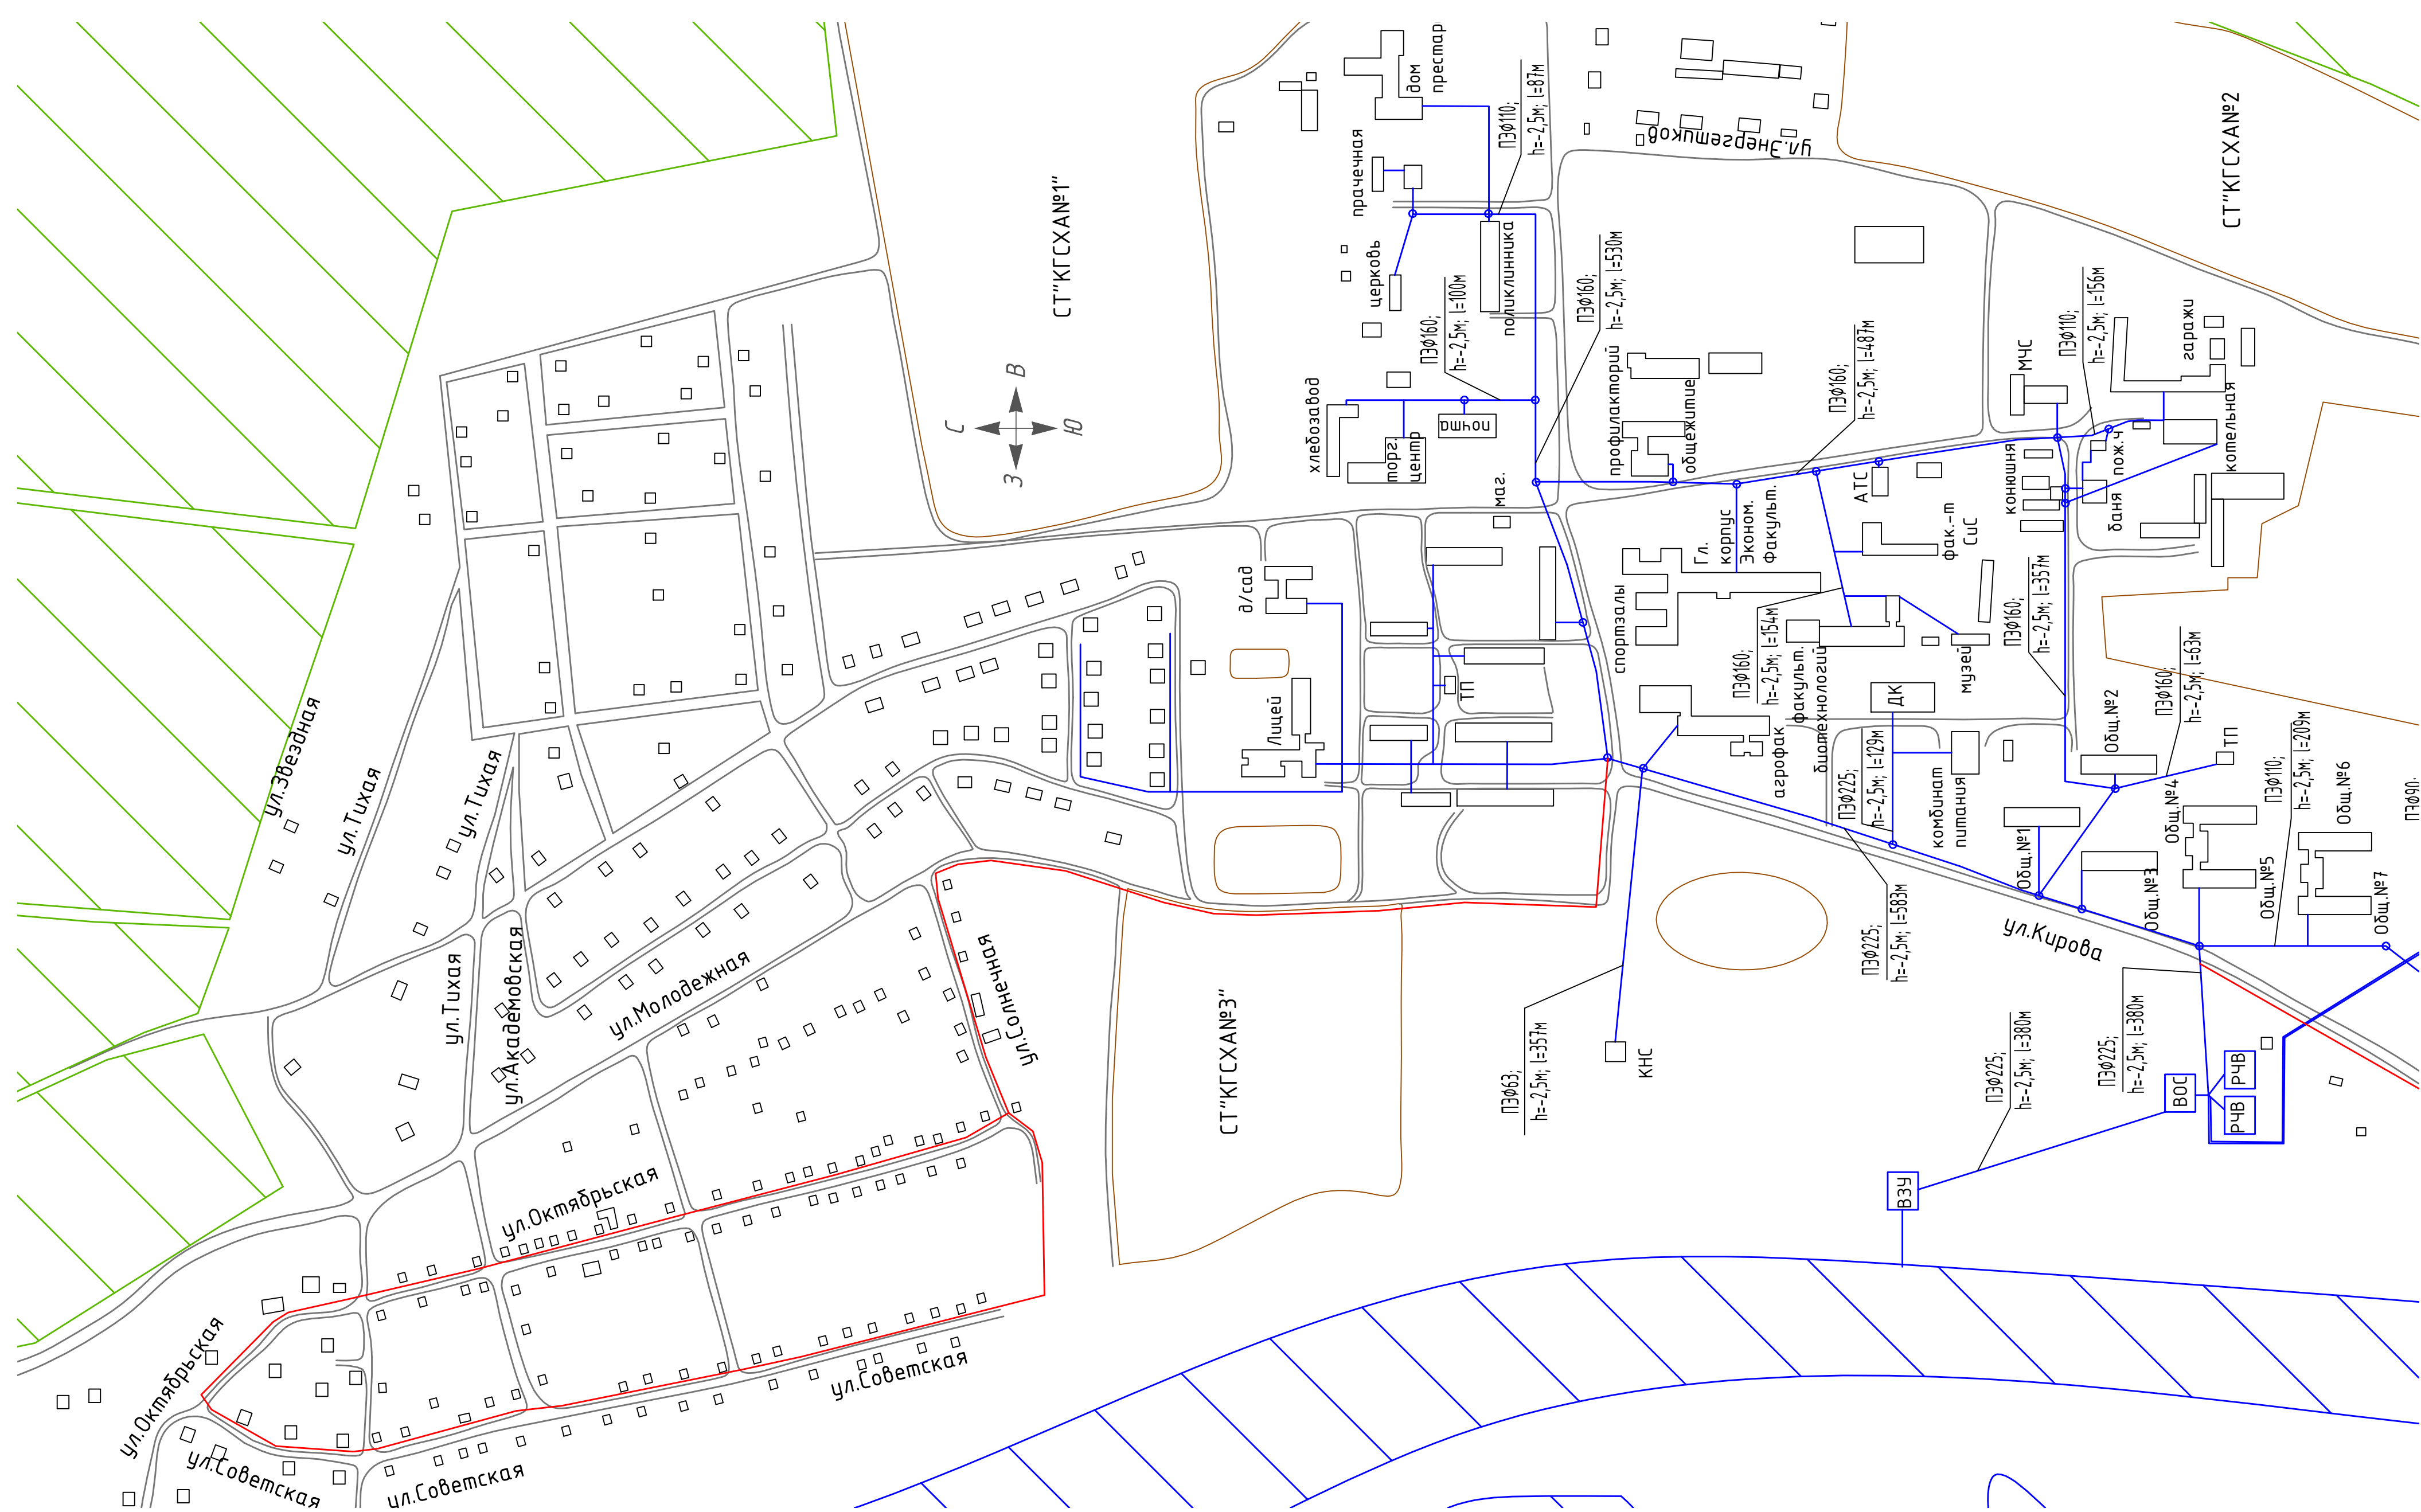 ул.Звездная
ул.Тихая
ул.Тихая
ул.Тихая
ул.Академовская
ул.Молодежная
ул.Солнечная
ул.Октябрьская
ул.Октябрьская
ул.Советская
ул.Советская
ул.Советская
СТ"КГСХА№1"
С
В
Ю
З
СТ"КГСХА№3"
СТ"КГСХА№2
дом
престар
прачечная
церковь
поликлинника
ПЭФ110;
h=-2,5м; l=87м
ул.Энергетиков
ПЭФ160;
h=-2,5м; l=100м
ПЭФ160;
h=-2,5м; l=530м
хлебозавод
торг.
центр
почта
маг.
профилакторий
общежитие
ПЭФ160;
h=-2,5м; l=487м
МЧС
ПЭФ110;
h=-2,5м; l=156м
гаражи
котельная
пож.ч
баня
конюшня
АТС
фак.-т
СиС
Гл.
корпус
Эконом.
факульт.
спортзалы
д/сад
Лицей
ТП
ПЭФ160;
h=-2,5м; l=154м
факульт.
биотехнологий
музей
ДК
агрофак
ПЭФ225;
h=-2,5м; l=129м
комбинат
питания
ПЭФ160;
h=-2,5м; l=357м
Общ.№2
ПЭФ160;
h=-2,5м; l=63м
ТП
Общ.№1
Общ.№3
Общ.№4
Общ.№5
ПЭФ110;
h=-2,5м; l=209м
Общ.№6
Общ.№7
ПЭФ90.
ул.Кирова
ПЭФ225;
h=-2,5м; l=583м
ПЭФ63;
h=-2,5м; l=357м
КНС
ПЭФ225;
h=-2,5м; l=380м
ПЭФ225;
h=-2,5м; l=380м
ВОС
РЧВ
РЧВ
ВЗУ